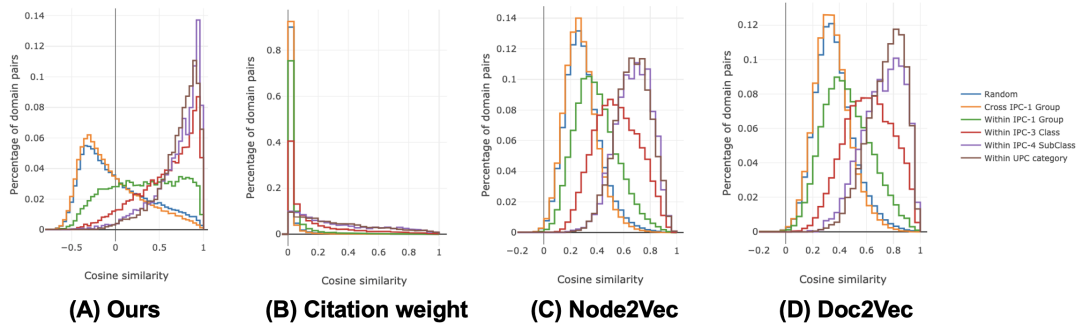 Percentage of domain pairs
0.14
0.12
0.1
0.08
0.06
0.04
0.02
0
−0.5
0
0.5
1
Cosine similarity
(A) Ours
Percentage of domain pairs
0.8
0.6
0.4
0.2
0
0
0.2
0.4
0.6
0.8
1
Cosine similarity
(B) Citation weight
Percentage of domain pairs
0.14
0.12
0.1
0.08
0.06
0.04
0.02
0
−0.2
0
0.2
0.4
0.6
0.8
1
Cosine similarity
(C) Node2Vec
Percentage of domain pairs
0.12
0.1
0.08
0.06
0.04
0.02
0
−0.2
0
0.2
0.4
0.6
0.8
1
Cosine similarity
(D) Doc2Vec
Random
Cross IPC-1 Group
Within IPC-1 Group
Within IPC-3 Class
Within IPC-4 SubClass
Within UPC category